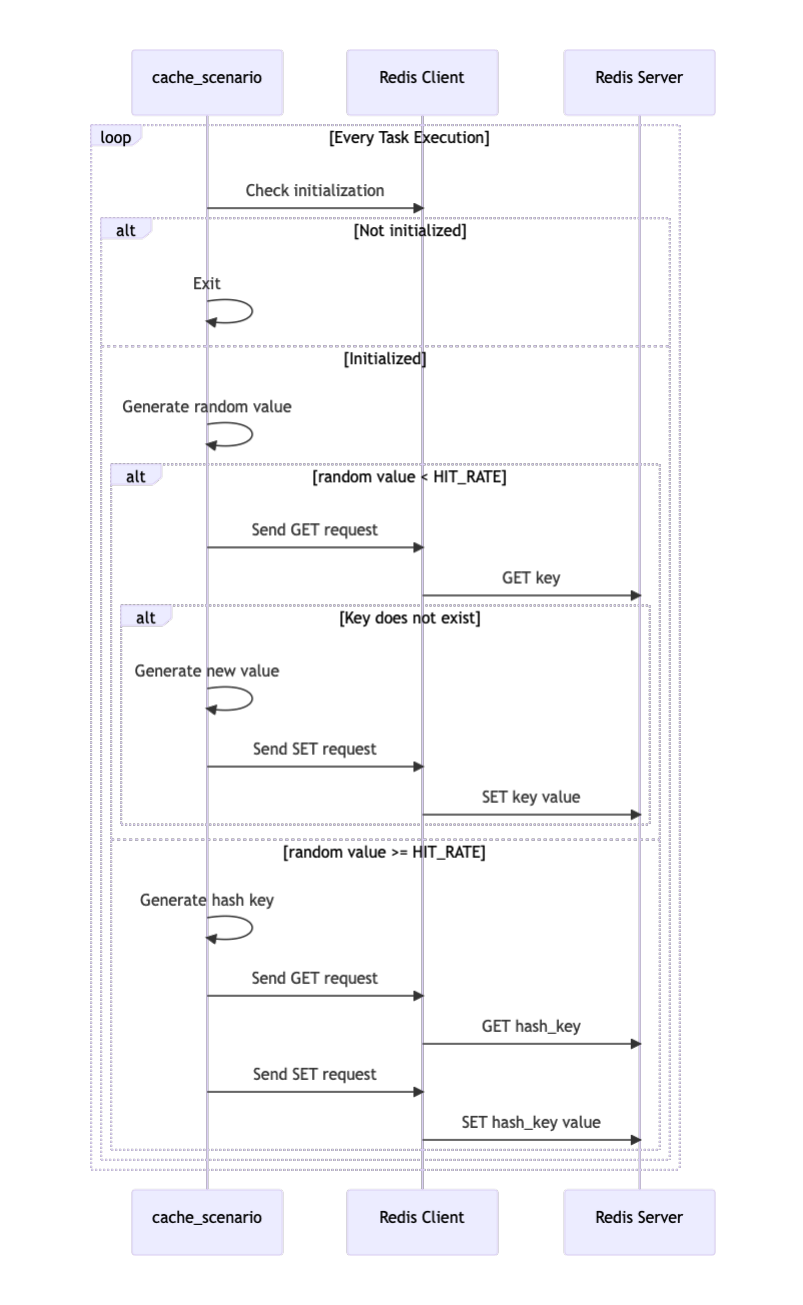 cache_scenario
Redis Client
Redis Server
loop
[Every Task Execution]
Check initialization
alt
[Not initialized]
Exit
[Initialized]
Generate random value
alt
[random value < HIT_RATE]
Send GET request
GET key
alt
[Key does not exist]
Generate new value
Send SET request
SET key value
[random value >= HIT_RATE]
Generate hash key
Send GET request
GET hash_key
Send SET request
SET hash_key value
cache_scenario
Redis Client
Redis Server